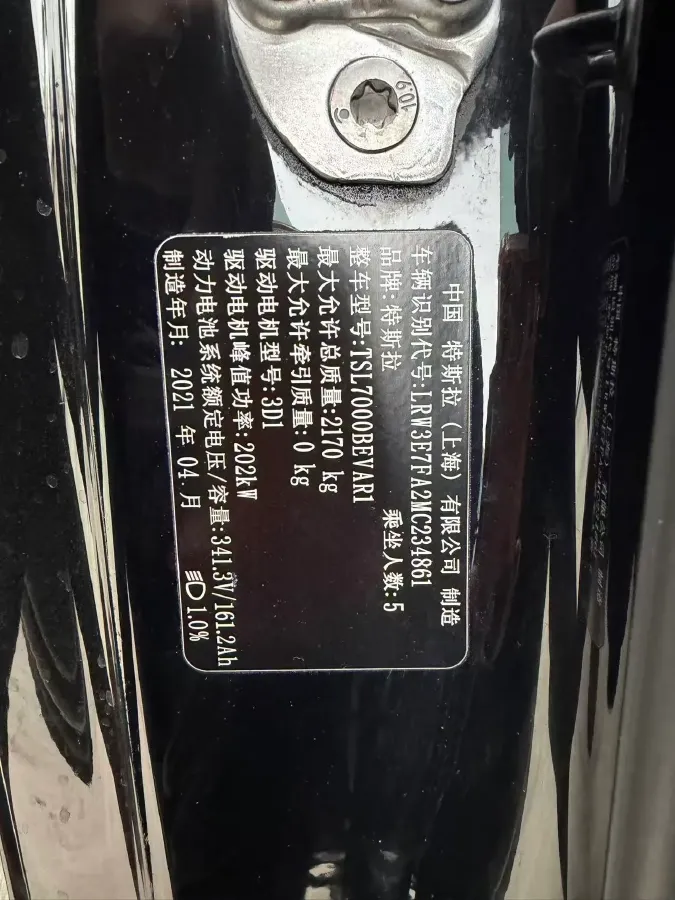 10.9
中国 特斯拉 (上海) 有限公司 制造
车辆识别代号:LRW3E7FA2MC234861
品牌:特斯拉 乘坐人数:5
整车型号:TSL7000BEVAR1
最大允许总质量:2170 kg
最大允许牵引质量:0 kg
驱动电机型号:3D1
驱动电机峰值功率:202kW
动力电池系统额定电压/容量:341.3V/161.2Ah
制造年月: 2021 年 04 月 1.0%